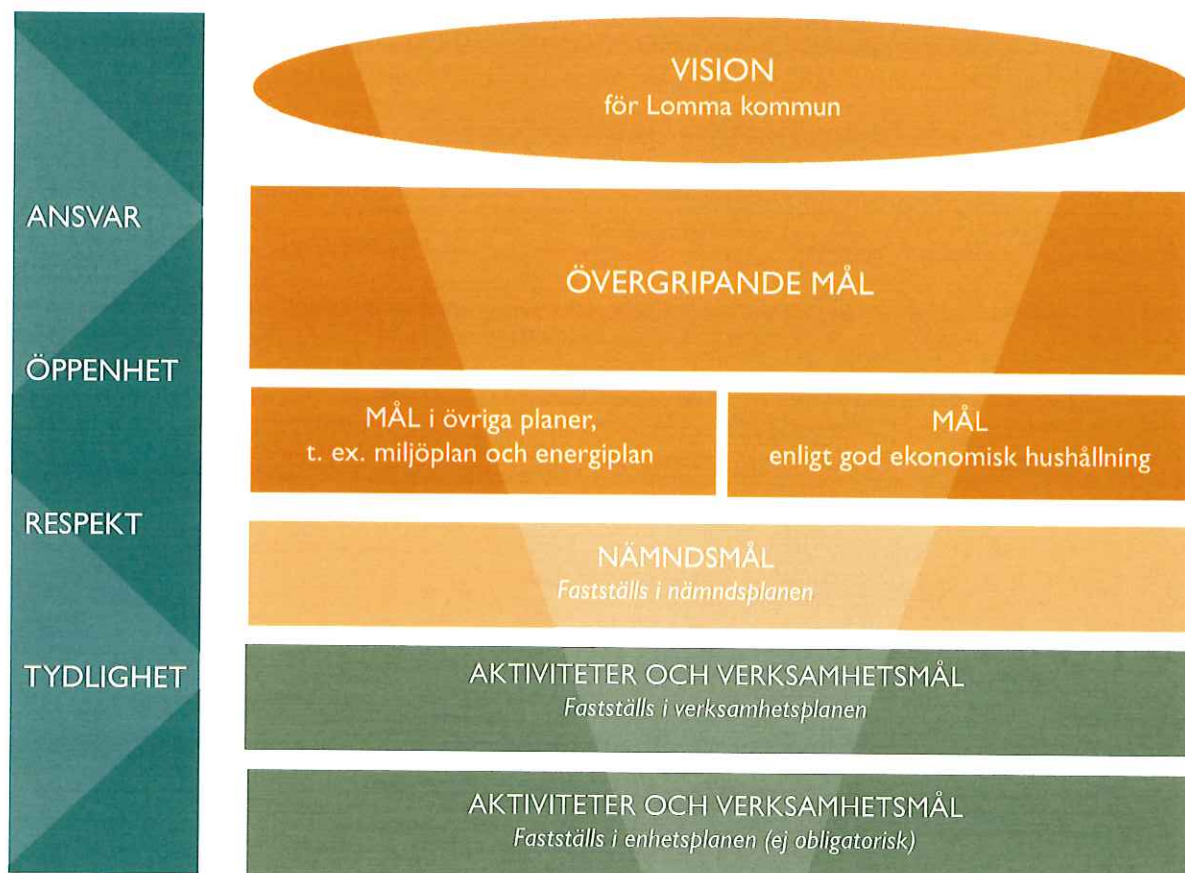 ANSVAR
ÖPPENHET
RESPEKT
TYDLIGHET
VISION
för Lomma kommun
ÖVERGRIPANDE MÅL
MÅL i övriga planer,
t. ex. miljöplan och energiplan
MÅL
enligt god ekonomisk hushållning
NÄMNDSMÅL
Fastställs i nämndsplanen
AKTIVITETER OCH VERKSAMHETSMÅL
Fastställs i verksamhetsplanen
AKTIVITETER OCH VERKSAMHETSMÅL
Fastställs i enhetsplanen (ej obligatorisk)